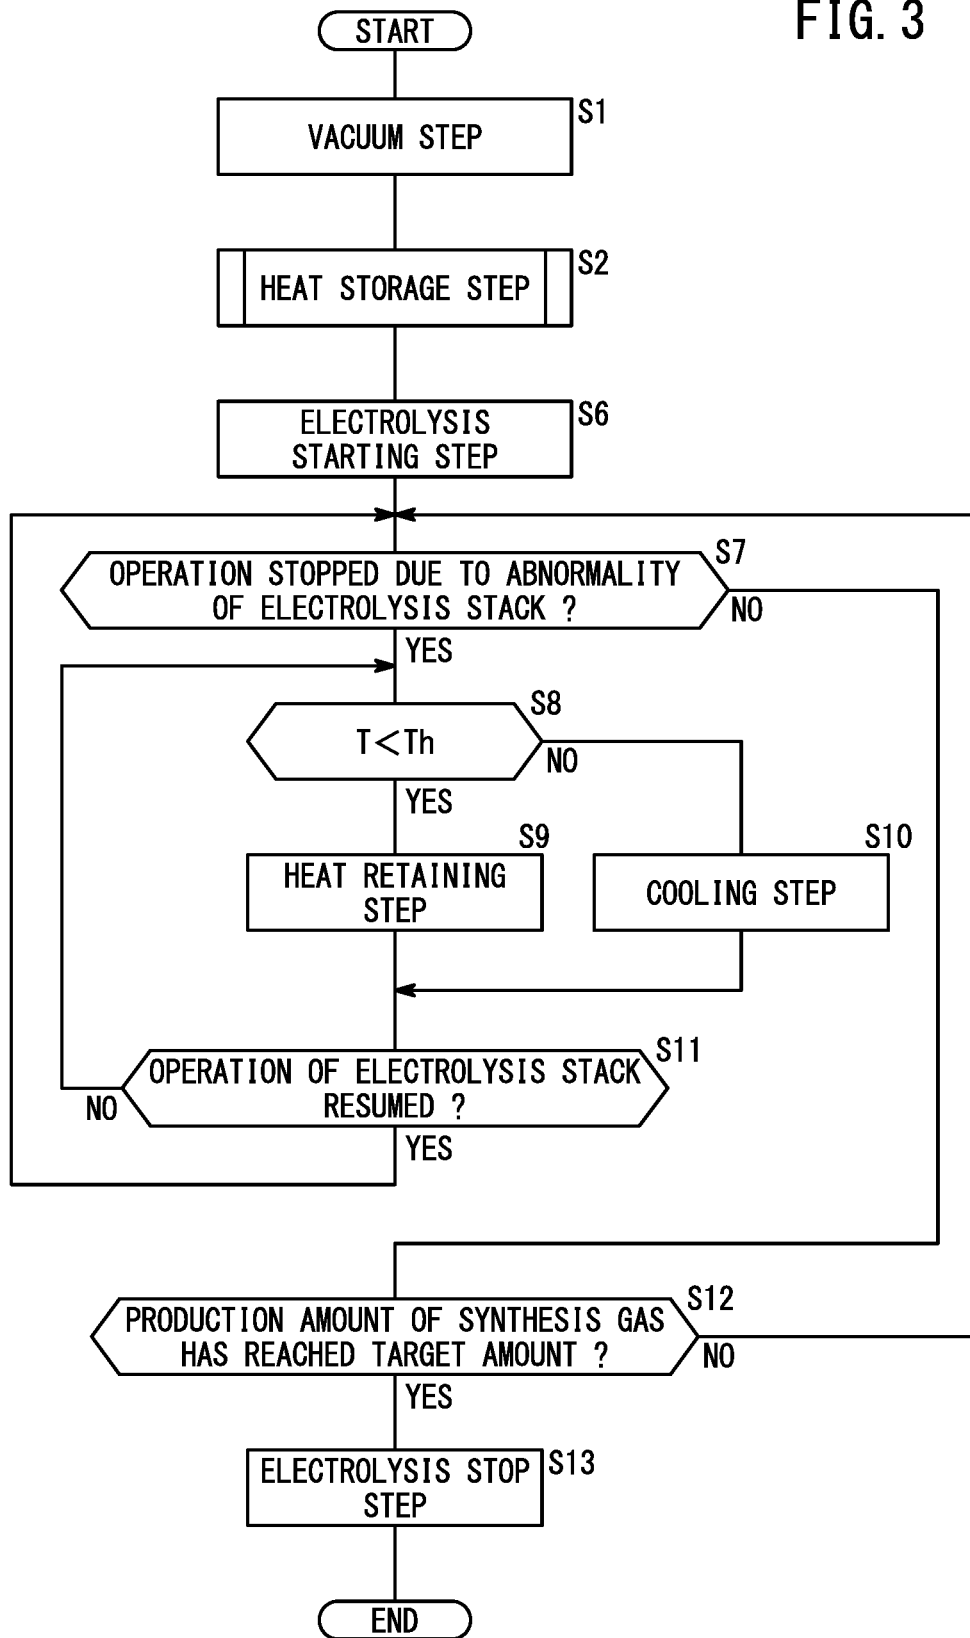 FIG. 3
START
S1
VACUUM STEP
S2
HEAT STORAGE STEP
S6
ELECTROLYSIS
STARTING STEP
S7
OPERATION STOPPED DUE TO ABNORMALITY
OF ELECTROLYSIS STACK ?
NO
YES
S8
T<Th
NO
YES
S9
HEAT RETAINING
STEP
S10
COOLING STEP
S11
OPERATION OF ELECTROLYSIS STACK
RESUMED ?
NO
YES
S12
PRODUCTION AMOUNT OF SYNTHESIS GAS
HAS REACHED TARGET AMOUNT ?
NO
YES
S13
ELECTROLYSIS STOP
STEP
END